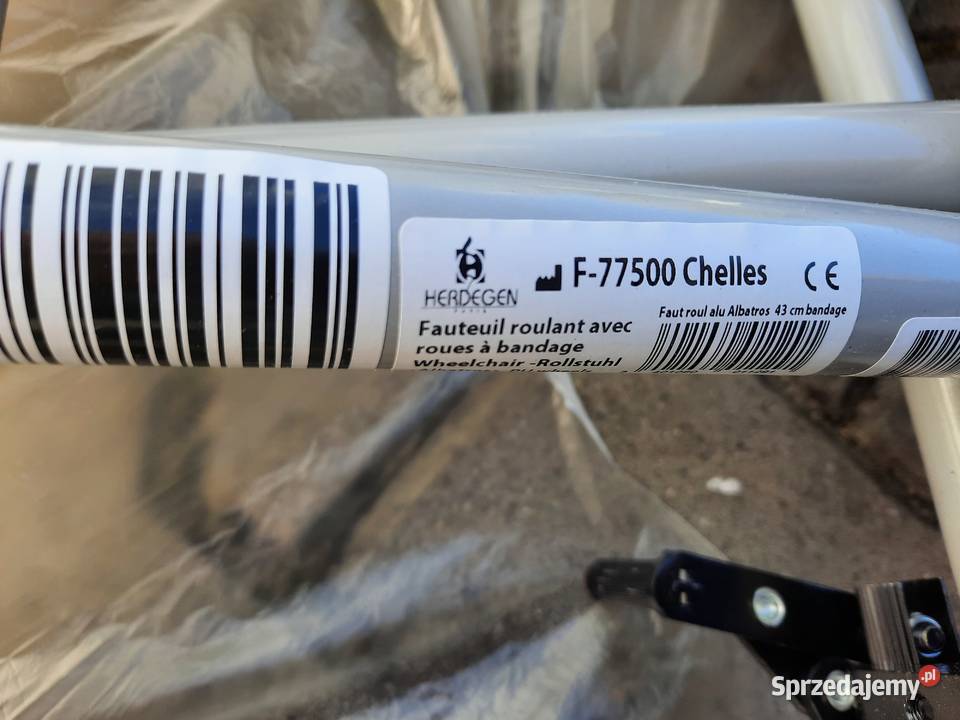 HERDEGEN
PARIS
F-77500 Chelles
CE
Faut roul alu Albatros 43 cm bandage
Fauteuil roulant avec
roues à bandage
Wheelchair -Rollstuhl
Sprzedajemy.pl